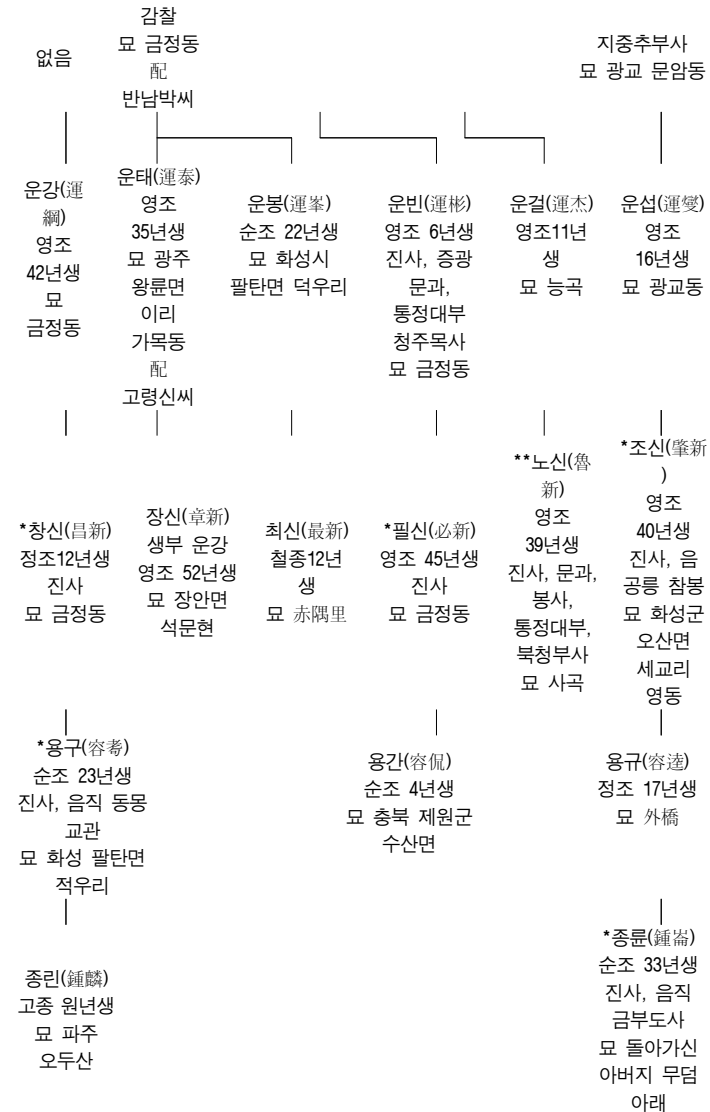 없음
감찰
묘 금정동
配
반남박씨
지중추부사
묘 광교 문암동
운강(運
綱)
영조
42년생
묘
금정동
운태(運泰)
영조
35년생
묘 광주
왕륜면
이리
가목동
配
고령신씨
운봉(運峯)
순조 22년생
묘 화성시
팔탄면 덕우리
운빈(運彬)
영조 6년생
진사, 증광
문과,
통정대부
청주목사
묘 금정동
운걸(運杰)
영조11년
생
묘 능곡
운섭(運燮)
영조
16년생
묘 광교동
*창신(昌新)
정조12년생
진사
묘 금정동
장신(章新)
생부 운강
영조 52년생
묘 장안면
석문현
최신(最新)
철종12년
생
묘 赤隅里
*필신(必新)
영조 45년생
진사
묘 금정동
**노신(魯
新)
영조
39년생
진사, 문과,
봉사,
통정대부,
북청부사
묘 사곡
*조신(肇新
)
영조
40년생
진사, 음
공릉 참봉
묘 화성군
오산면
세교리
영동
*용구(容耉)
순조 23년생
진사, 음직 동몽
교관
묘 화성 팔탄면
적우리
용간(容侃)
순조 4년생
묘 충북 제원군
수산면
용규(容逵)
정조 17년생
묘 外橋
종린(鍾麟)
고종 원년생
묘 파주
오두산
*종륜(鍾崙)
순조 33년생
진사, 음직
금부도사
묘 돌아가신
아버지 무덤
아래